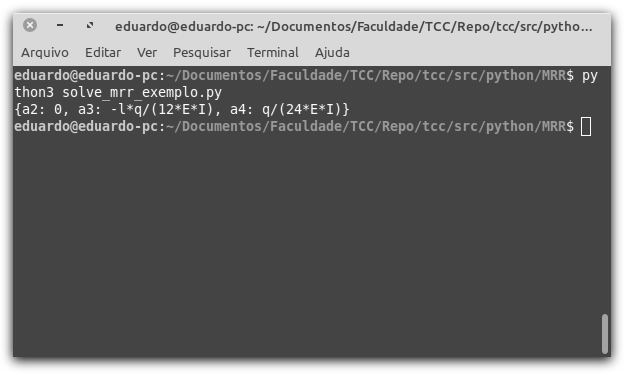 eduardo@eduardo-pc: ~/Documentos/Faculdade/TCC/Repo/tcc/src/pytho...
Arquivo Editar Ver Pesquisar Terminal Ajuda
eduardo@eduardo-pc:~/Documentos/Faculdade/TCC/Repo/tcc/src/python/MRR$ py
thon3 solve_mrr_exemplo.py
{a2: 0, a3: -l*q/(12*E*I), a4: q/(24*E*I)}
eduardo@eduardo-pc:~/Documentos/Faculdade/TCC/Repo/tcc/src/python/MRR$